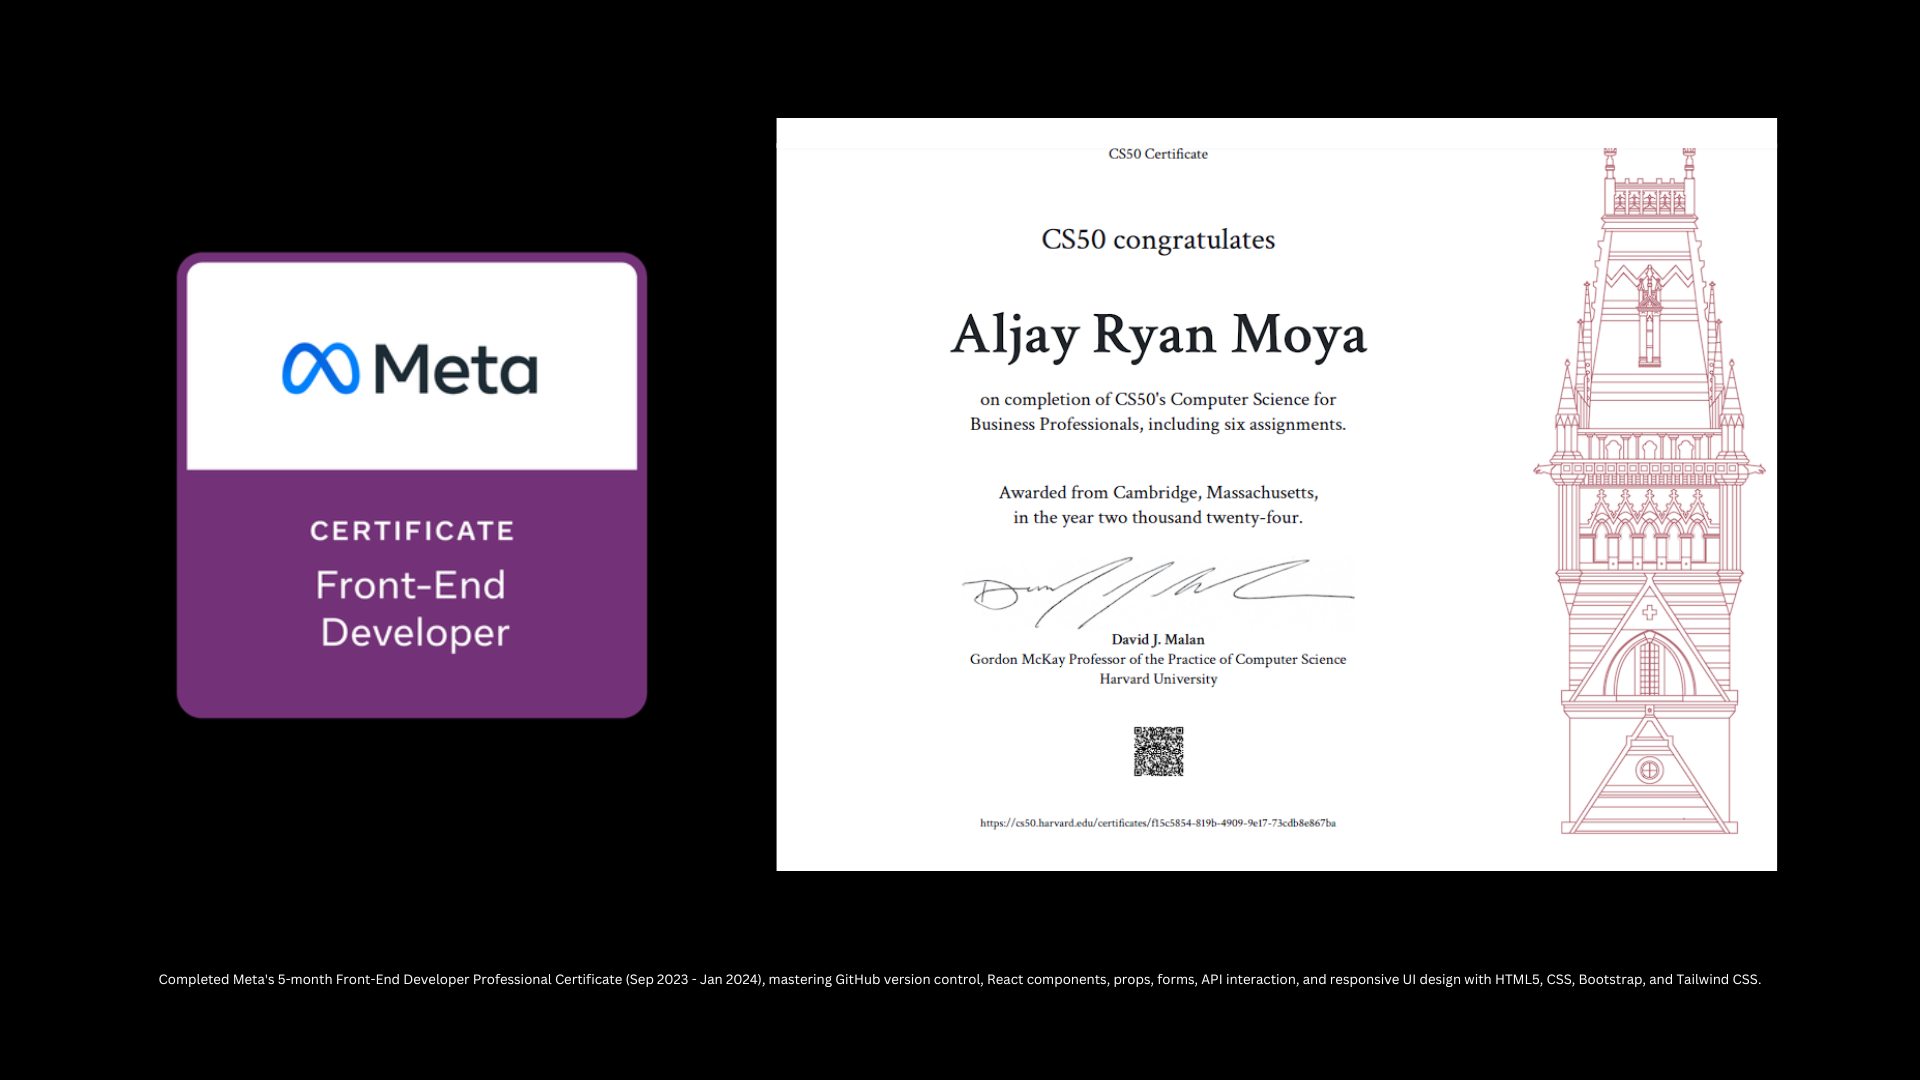 Meta
CERTIFICATE
Front-End
Developer
CS50 Certificate
CS50 congratulates
Aljay Ryan Moya
on completion of CS50's Computer Science for
Business Professionals, including six assignments.
Awarded from Cambridge, Massachusetts,
in the year two thousand twenty-four.
David J. Malan
Gordon McKay Professor of the Practice of Computer Science
Harvard University
https://cs50.harvard.edu/certificates/f15c5854-819b-4909-9e17-73cdb8e867ba
Completed Meta's 5-month Front-End Developer Professional Certificate (Sep 2023 - Jan 2024), mastering GitHub version control, React components, props, forms, API interaction, and responsive UI design with HTML5, CSS, Bootstrap, and Tailwind CSS.